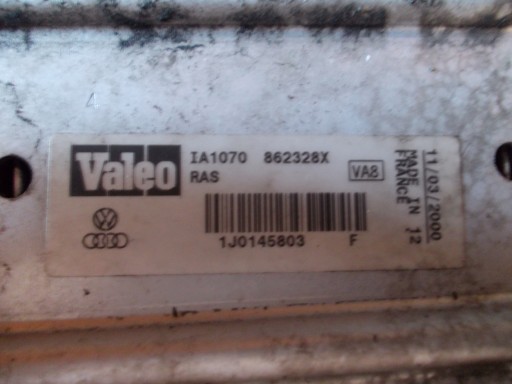 Valeo
IA1070 862328X
RAS
VA8
1J0145803 F
11/03/2000
MADE IN 12
FRANCE